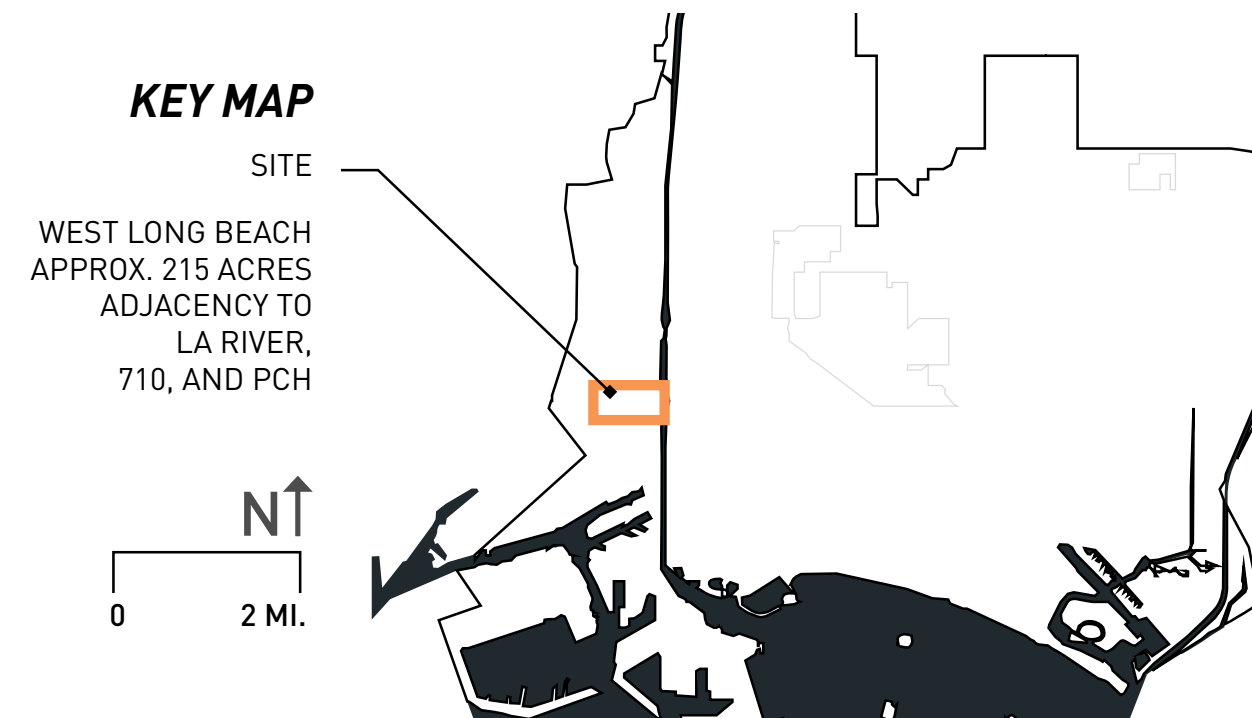 KEY MAP
SITE
WEST LONG BEACH
APPROX. 215 ACRES
ADJACENCY TO
LA RIVER,
710, AND PCH
N
0 2 MI.